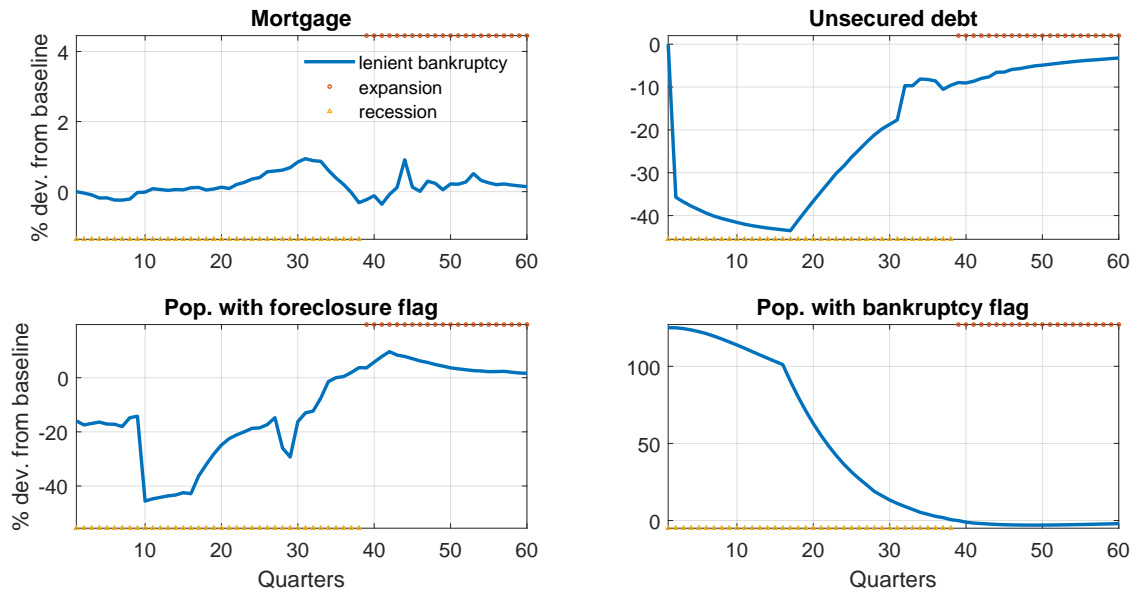 Mortgage
% dev. from baseline
4
2
0
lenient bankruptcy
expansion
recession
10 20 30 40 50 60
Unsecured debt
0
-10
-20
-30
-40
10 20 30 40 50 60
Pop. with foreclosure flag
% dev. from baseline
0
-20
-40
10 20 30 40 50 60
Quarters
Pop. with bankruptcy flag
100
50
0
10 20 30 40 50 60
Quarters